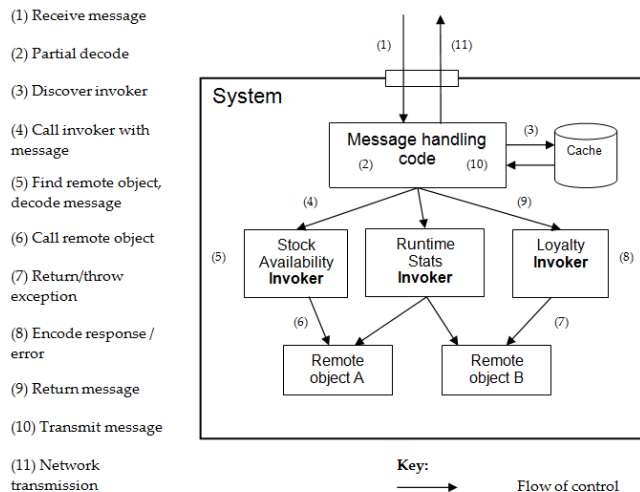 (1) Receive message
(2) Partial decode
(3) Discover invoker
(4) Call invoker with
message
(5) Find remote object,
decode message
(6) Call remote object
(7) Return/throw
exception
(8) Encode response /
error
(9) Return message
(10) Transmit message
(11) Network
transmission
(1)
(11)
System
Message handling
code
(2)
(10)
(3)
Cache
(4)
(9)
(5)
Stock
Availability
Invoker
Runtime
Stats
Invoker
Loyalty
Invoker
(8)
(6)
(7)
Remote
object A
Remote
object B
Key:
Flow of control